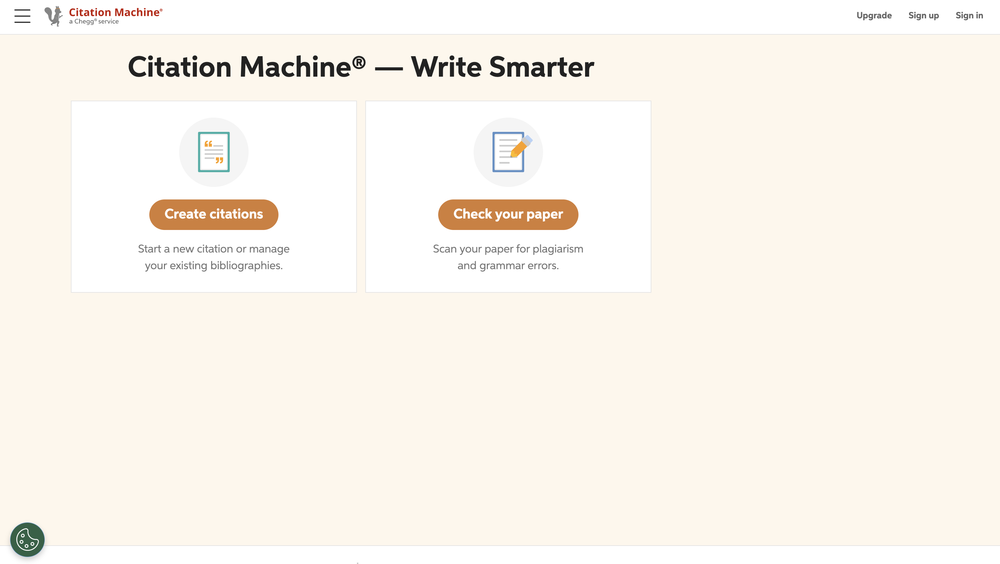 Citation Machine®
a Chegg® service
Upgrade Sign up Sign in
Citation Machine® — Write Smarter
Create citations
Start a new citation or manage
your existing bibliographies.
Check your paper
Scan your paper for plagiarism
and grammar errors.